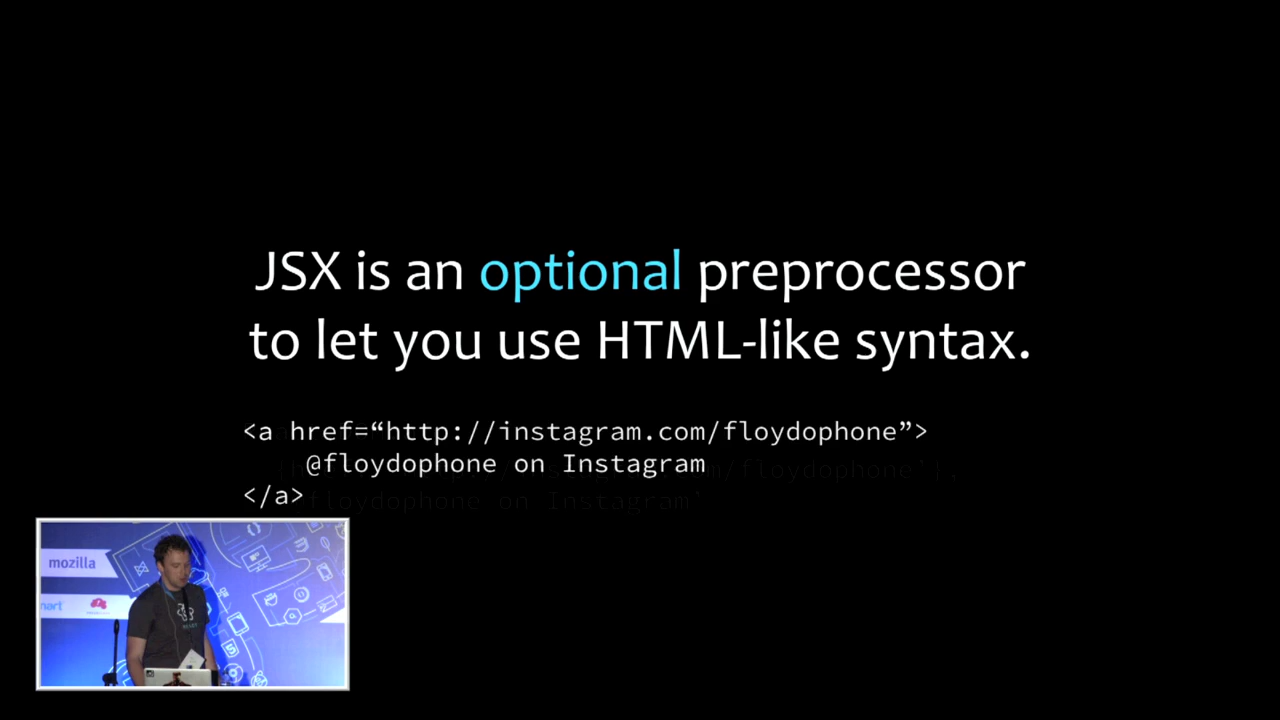 JSX is an optional preprocessor
to let you use HTML-like syntax.
<a href=“http://instagram.com/floydophone”>
@floydophone on Instagram
</a>
mozilla